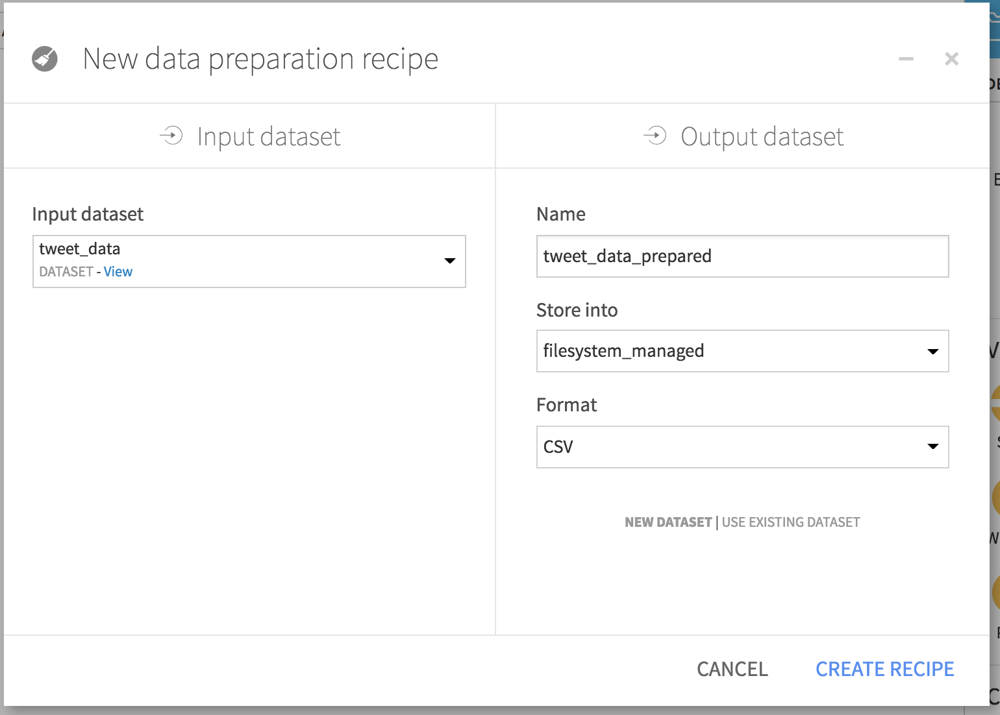 New data preparation recipe
Input dataset
Output dataset
Input dataset
tweet_data
DATASET - View
Name
tweet_data_prepared
Store into
filesystem_managed
Format
CSV
NEW DATASET | USE EXISTING DATASET
CANCEL
CREATE RECIPE